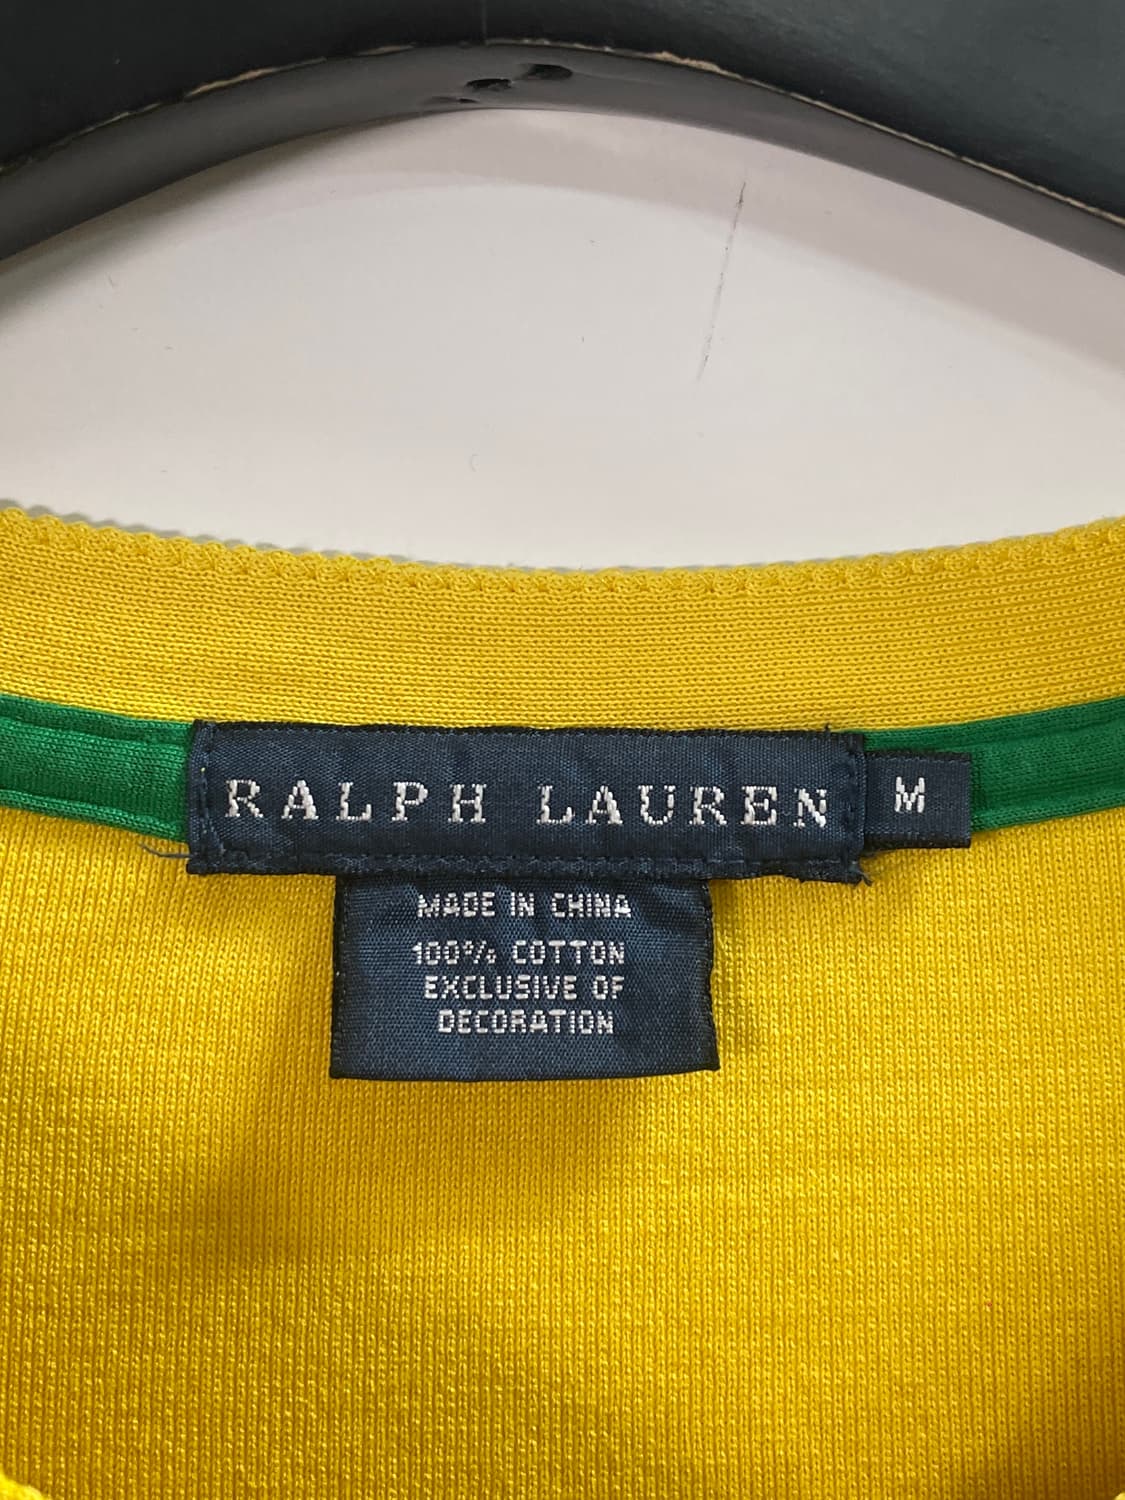 RALPH LAUREN
M
MADE IN CHINA
100% COTTON
EXCLUSIVE OF
DECORATION